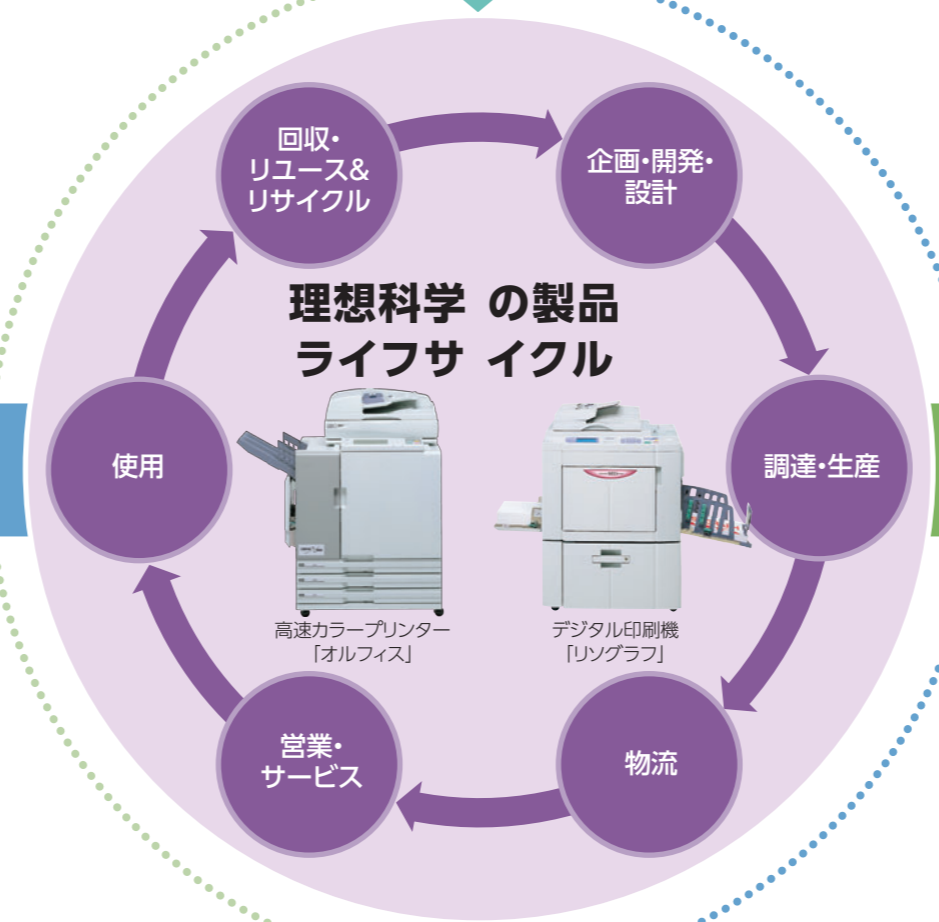 回収・
リユース&
リサイクル
企画・開発・
設計
理想科学 の製品
ライフサ イクル
使用
調達・生産
高速カラープリンター
「オルフィス」
デジタル印刷機
「リソグラフ」
営業・
サービス
物流